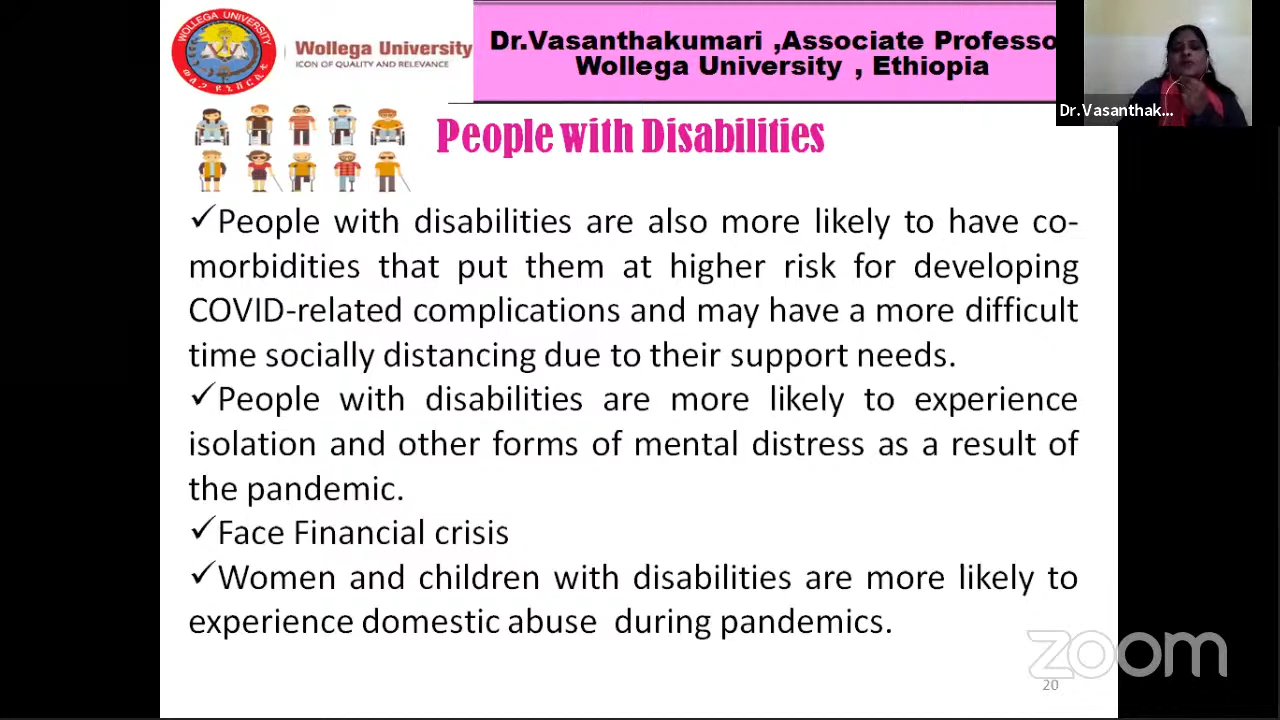 WOLLEGA UNIVERSITY
ወለጋ ዩኒቨርሲቲ
Wollega University
ICON OF QUALITY AND RELEVANCE
Dr.Vasanthakumari ,Associate Professo
Wollega University , Ethiopia
Dr.Vasanthak...
People with Disabilities
✓People with disabilities are also more likely to have co-
morbidities that put them at higher risk for developing
COVID-related complications and may have a more difficult
time socially distancing due to their support needs.
✓People with disabilities are more likely to experience
isolation and other forms of mental distress as a result of
the pandemic.
✓Face Financial crisis
✓Women and children with disabilities are more likely to
experience domestic abuse during pandemics.
zoom
20